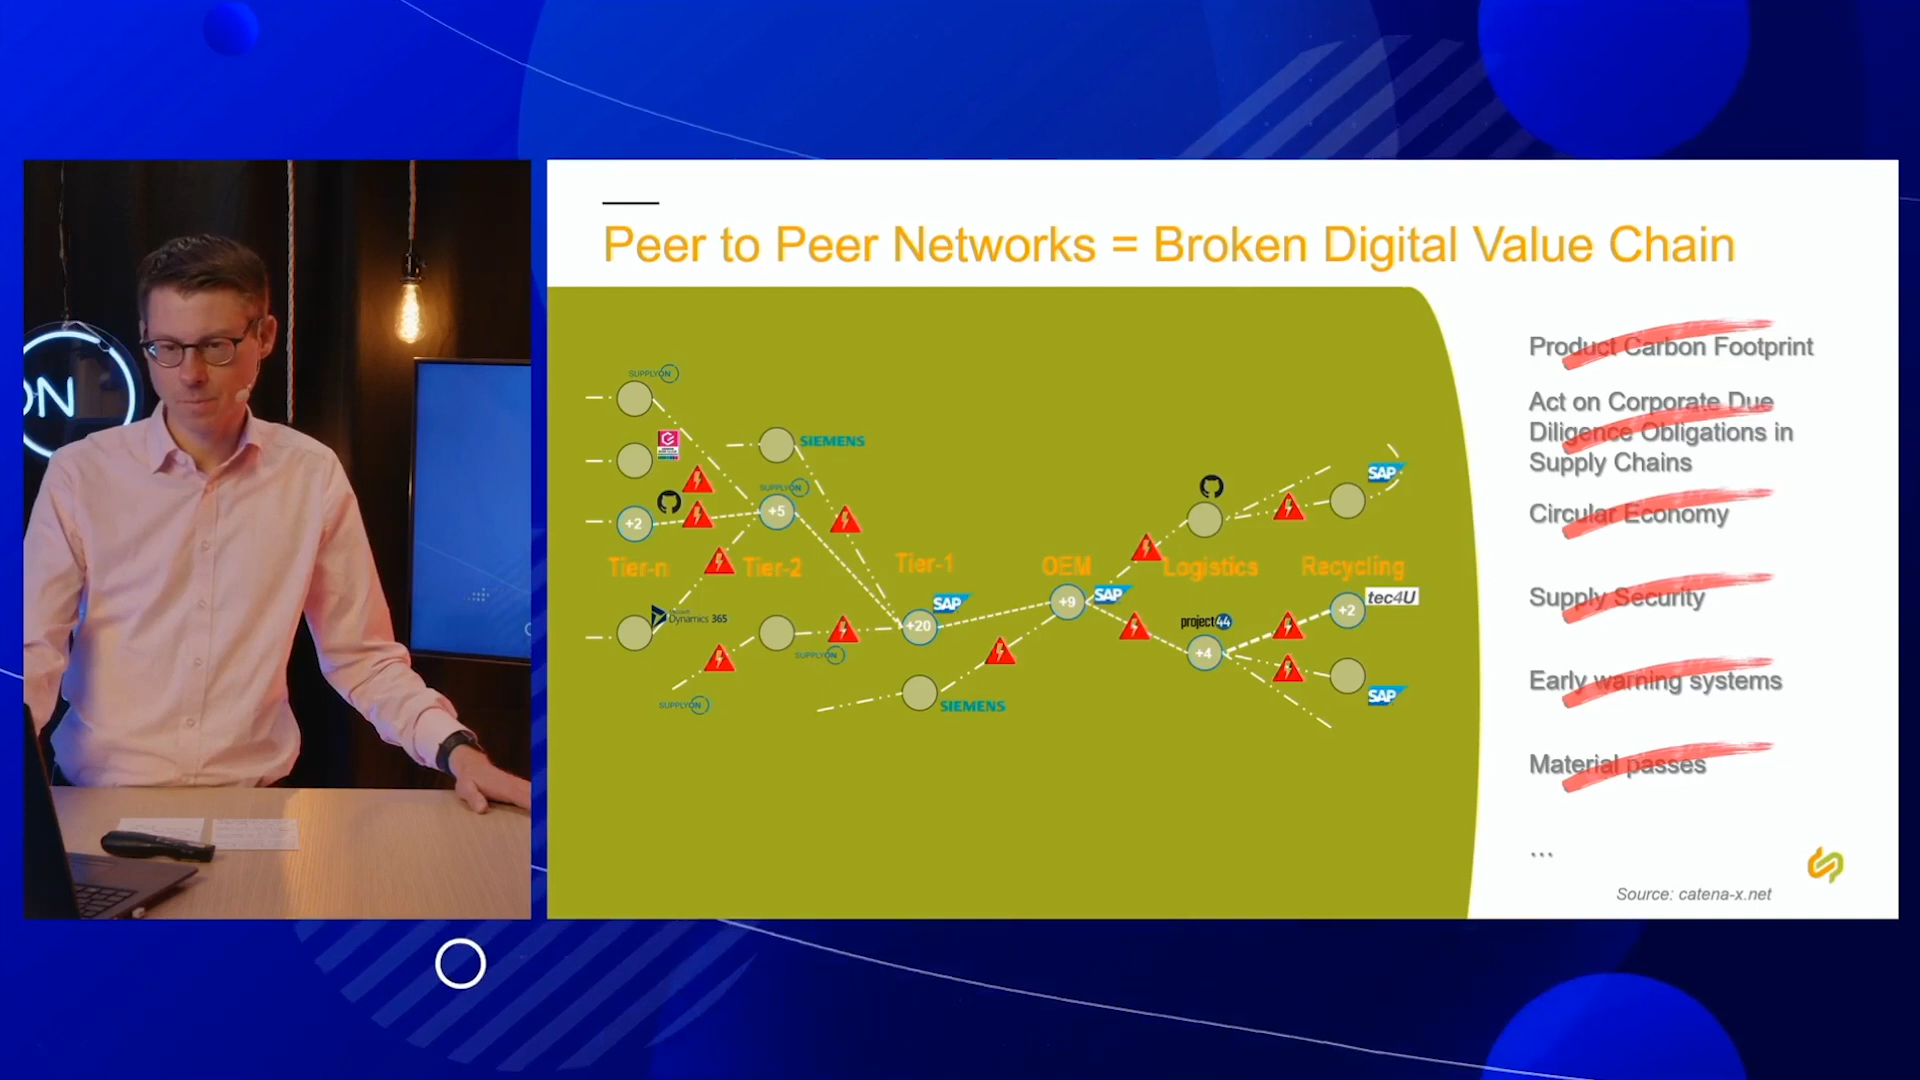 ON
Peer to Peer Networks = Broken Digital Value Chain
SUPPLYON
SIEMENS
SUPPLYON
+2
+5
Tier-n
Tier-2
Tier-1
OEM
Logistics
Recycling
SAP
SAP
+9
SAP
+2
tec4U
Dynamics 365
+20
project44
+4
SUPPLYON
SUPPLYON
SIEMENS
SAP
Product Carbon Footprint
Act on Corporate Due
Diligence Obligations in
Supply Chains
Circular Economy
Supply Security
Early warning systems
Material passes
...
Source: catena-x.net